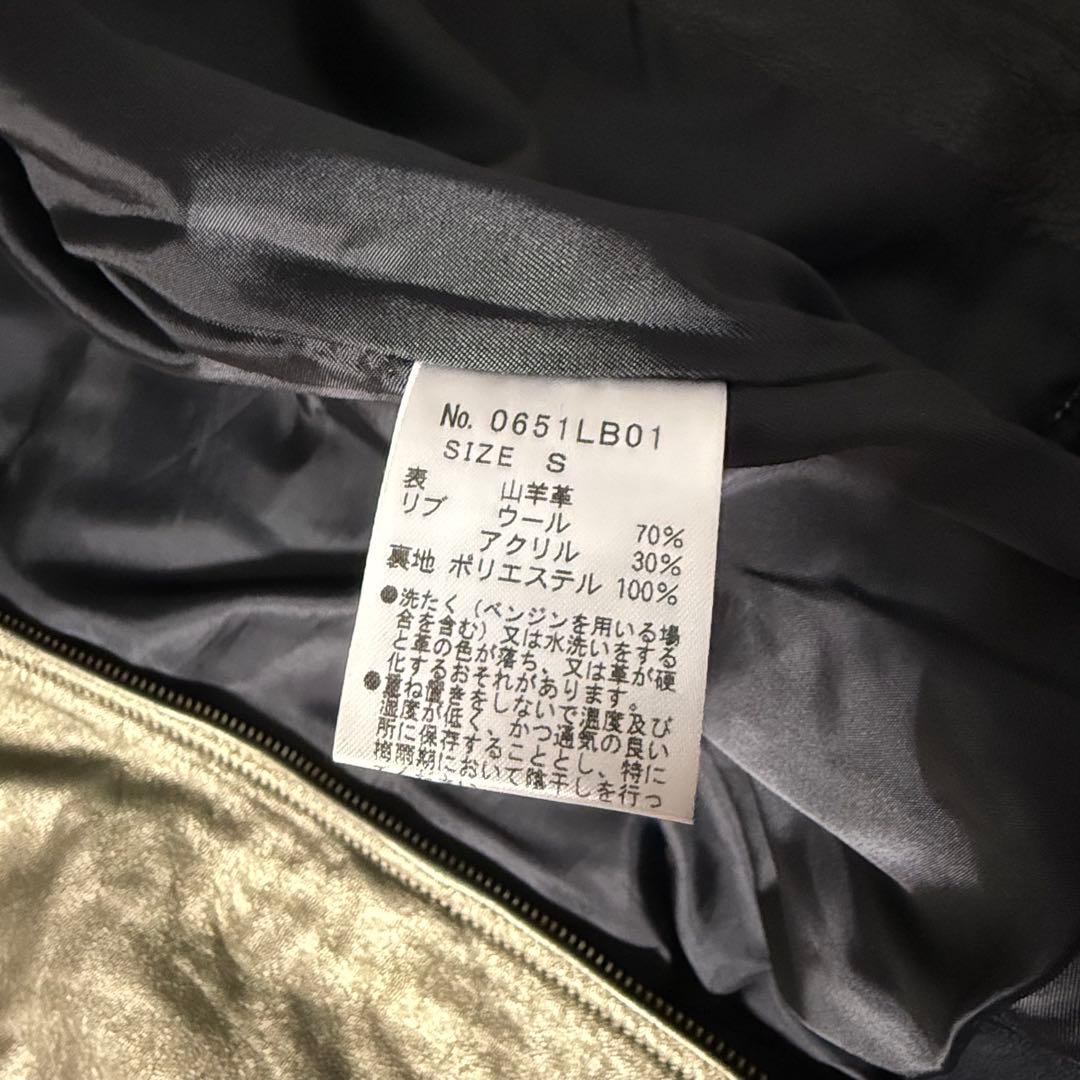 No. 0651LB01
SIZE S
表 山羊革
リブ ウール 70%
アクリル 30%
裏地 ポリエステル 100%
●洗たく(ベンジンを用いる場
合を含む)又は水洗いをする
と革の色が落ち、又は革が硬
化するおそれがあります。
●重ね置きをしないで温度及び
湿度が低く、かつ通気の良い
所に保存することとし、特に
梅雨期において陰干しを行っ